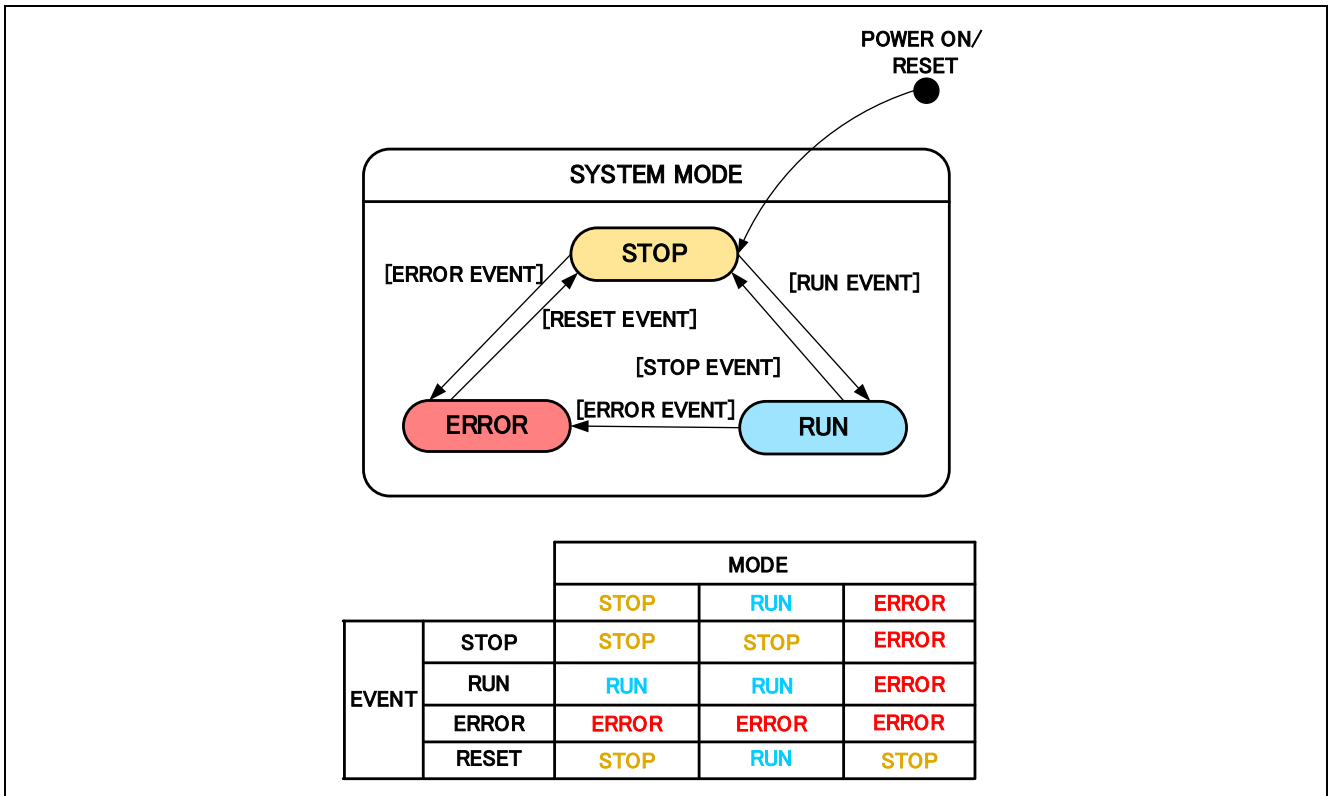 POWER ON/
RESET
SYSTEM MODE
STOP
[ERROR EVENT]
[RUN EVENT]
[RESET EVENT]
[STOP EVENT]
[ERROR EVENT]
ERROR
RUN
MODE
STOP RUN ERROR
EVENT
STOP STOP STOP ERROR
RUN RUN RUN ERROR
ERROR ERROR ERROR ERROR
RESET STOP RUN STOP